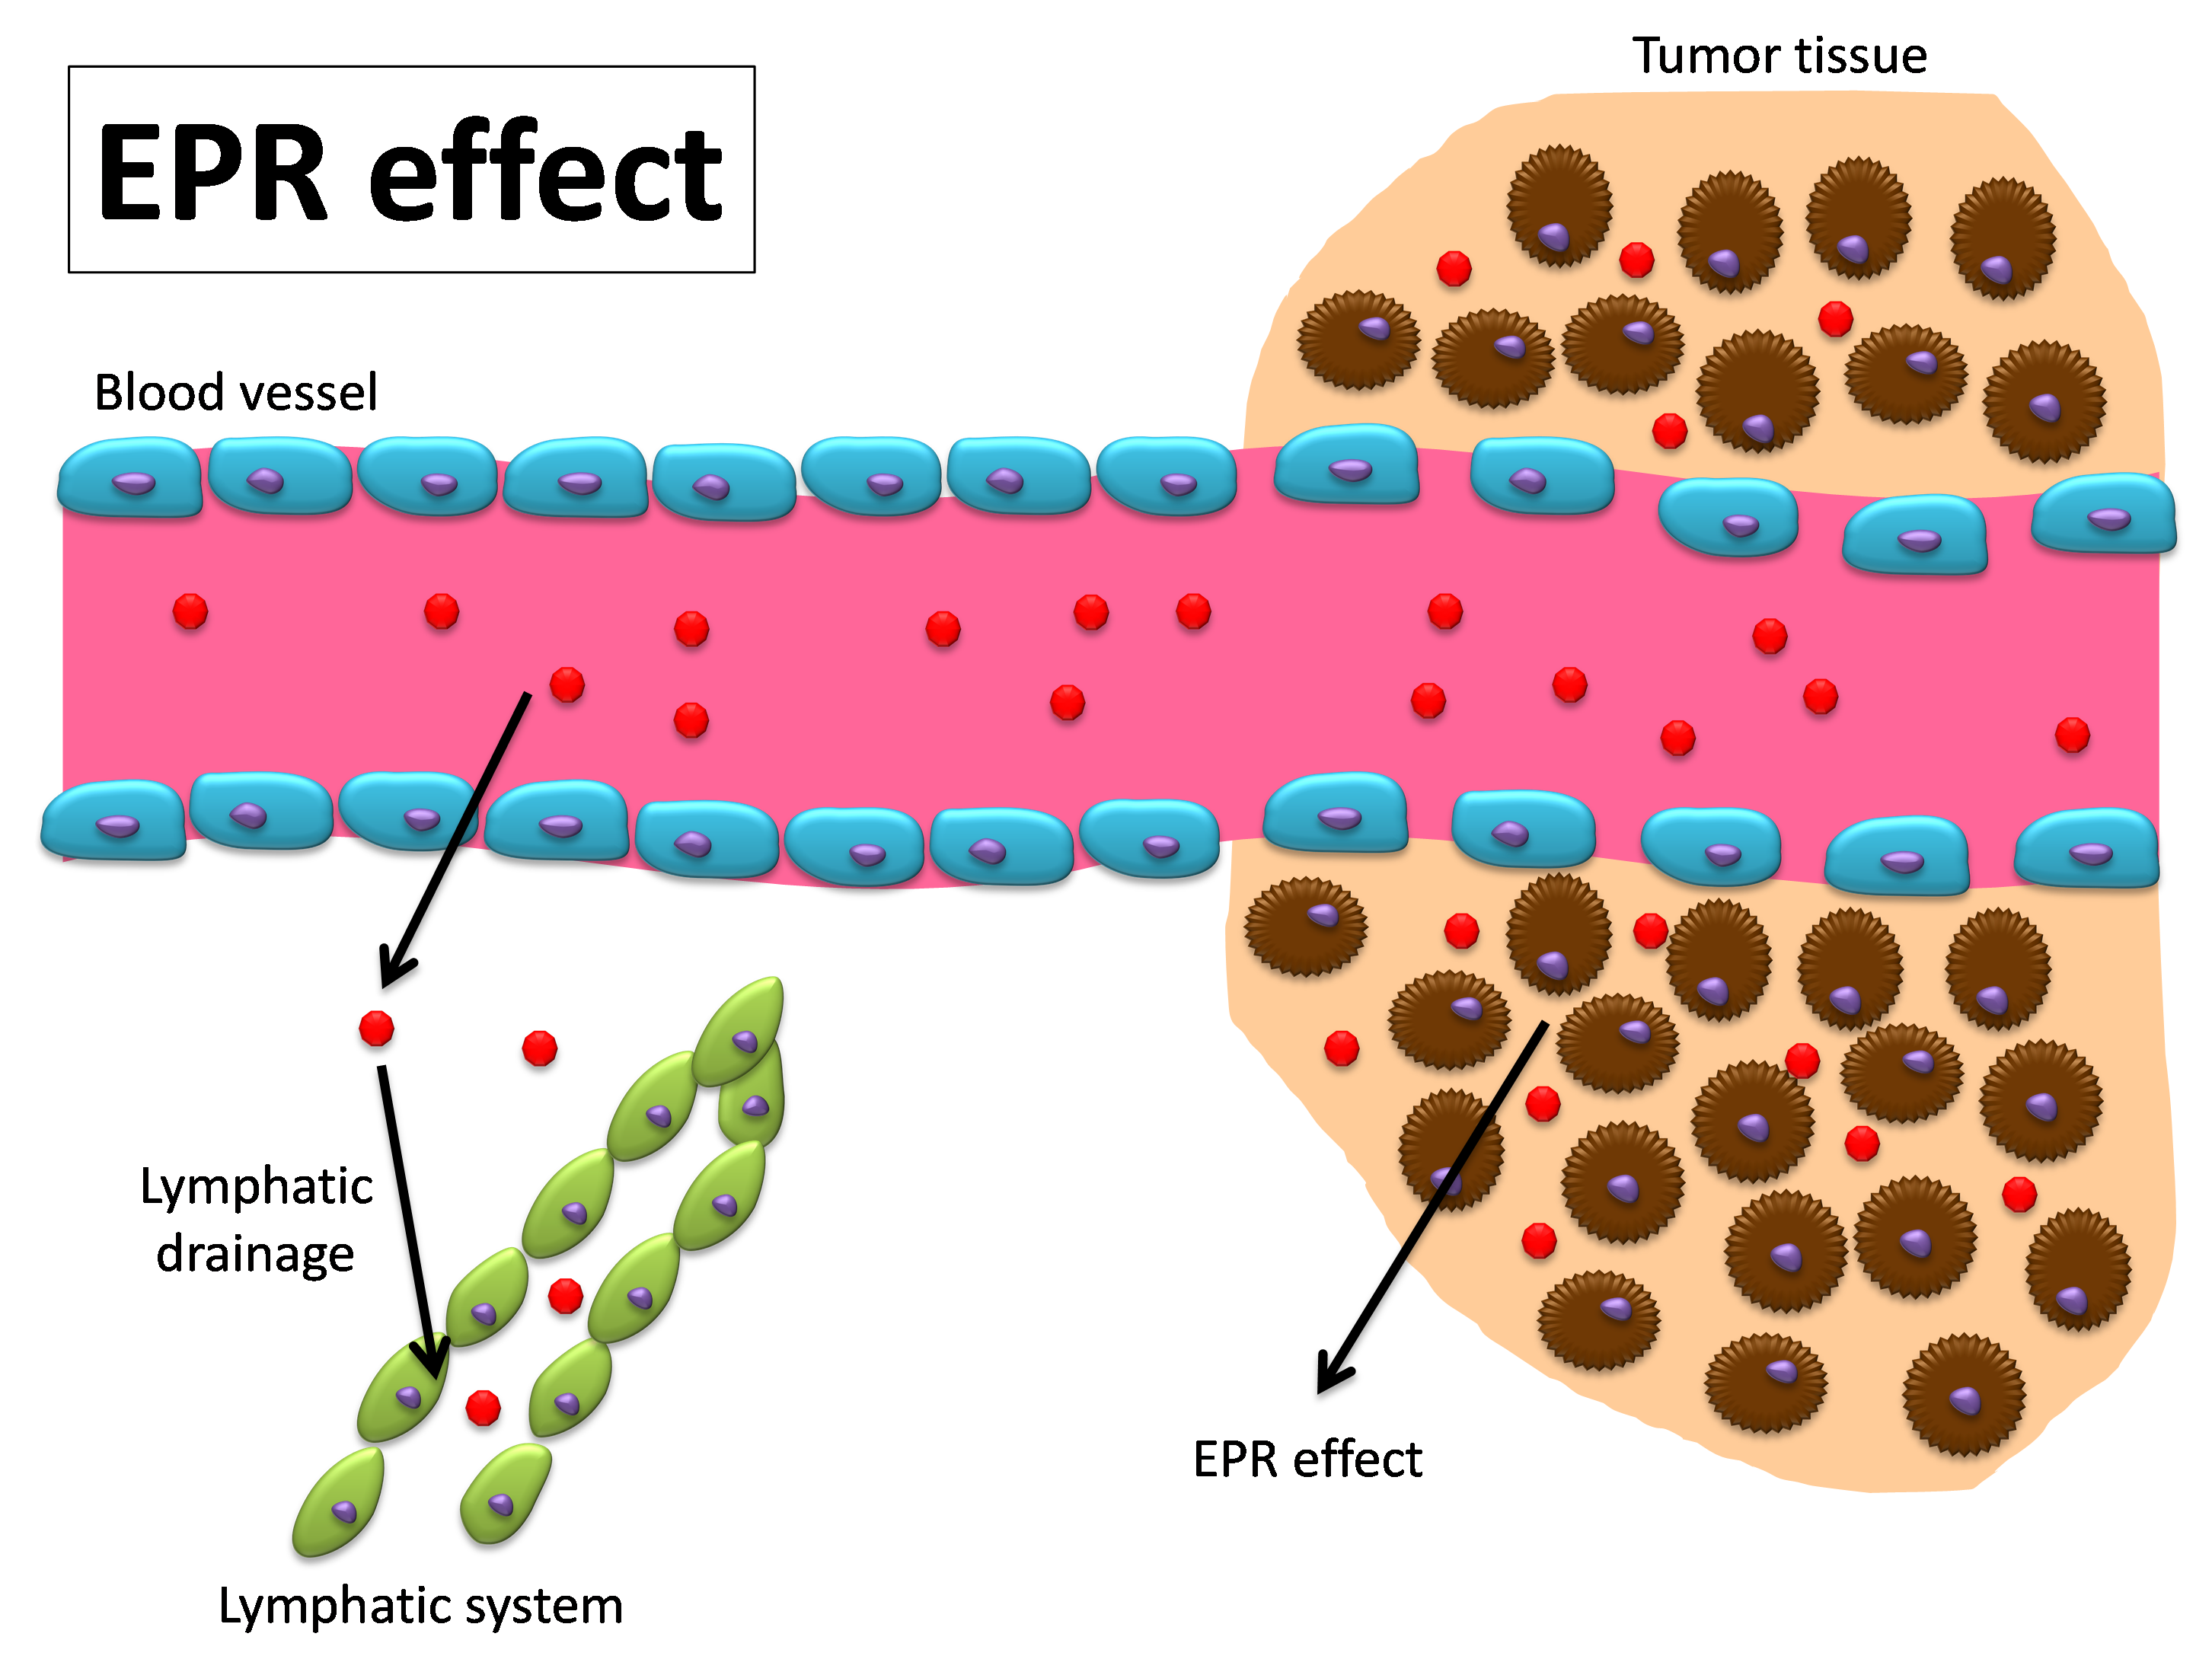 EPR effect
Tumor tissue
Blood vessel
Lymphatic
drainage
EPR effect
Lymphatic system